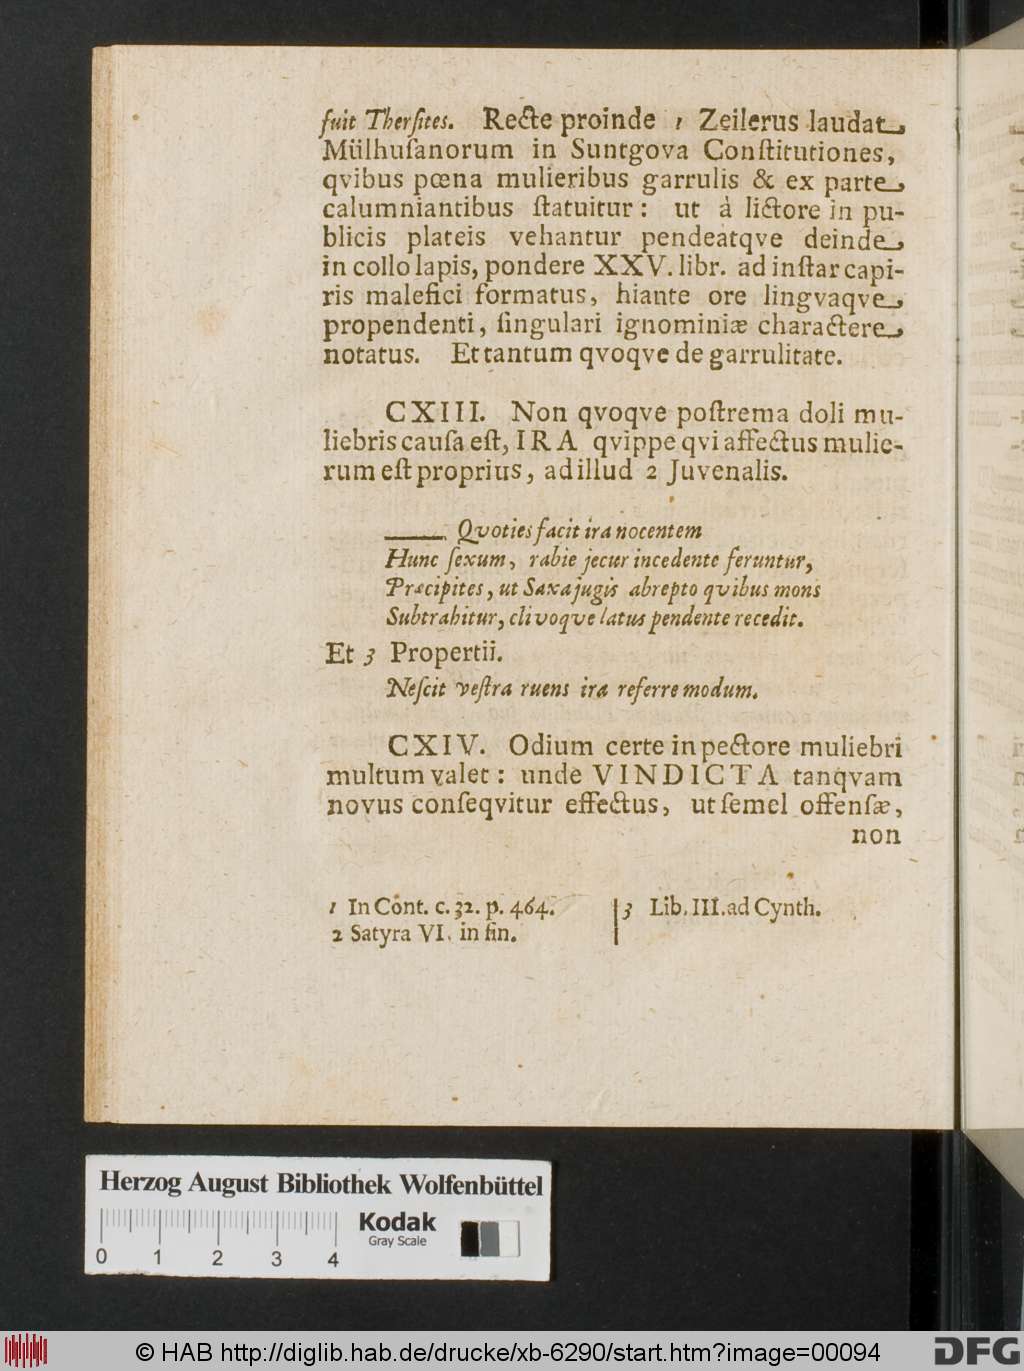 fuit Therſites. Recte proinde 1 Zeilerus laudat
Mülhuſanorum in Suntgova Conſtitutiones,
qvibus pœna mulieribus garrulis & ex parte
calumniantibus ſtatuitur: ut à lictore in pu-
blicis plateis vehantur pendeatqve deinde
in collo lapis, pondere XXV. libr. ad inſtar capi-
ris malefici formatus, hiante ore lingvaqve
propendenti, ſingulari ignominiæ charactere
notatus. Et tantum qvoqve de garrulitate.
CXIII. Non qvoqve poſtrema doli mu-
liebris cauſa eſt, IRA qvippe qvi affectus mulie-
rum eſt proprius, ad illud 2 Juvenalis.
——— Qvoties facit ira nocentem
Hunc ſexum, rabie jecur incedente feruntur,
Præcipites, ut Saxa jugis abrepto qvibus mons
Subtrahitur, clivoqve latus pendente recedit.
Et 3 Propertii.
Neſcit veſtra ruens ira referre modum.
CXIV. Odium certe in pectore muliebri
multum valet: unde VINDICTA tanqvam
novus conſeqvitur effectus, ut ſemel offenſæ,
non
1 In Cont. c. 32. p. 464.
2 Satyra VI. in fin.
3 Lib. III. ad Cynth.
Herzog August Bibliothek Wolfenbüttel
Kodak
Gray Scale
0 1 2 3 4
© HAB http://diglib.hab.de/drucke/xb-6290/start.htm?image=00094
DFG